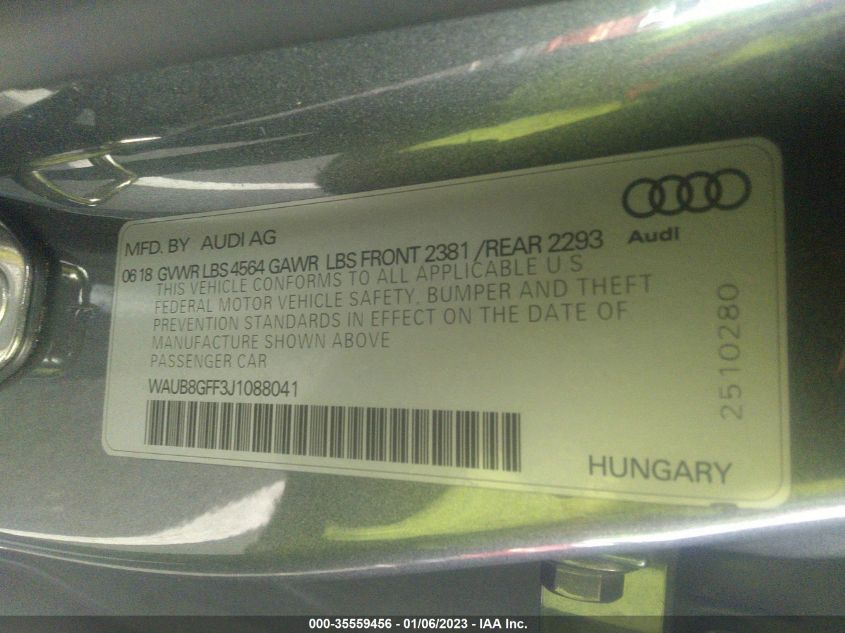 Audi
MFD. BY AUDI AG
0618 GVWR LBS 4564 GAWR LBS FRONT 2381 /REAR 2293
THIS VEHICLE CONFORMS TO ALL APPLICABLE U.S
FEDERAL MOTOR VEHICLE SAFETY, BUMPER AND THEFT
PREVENTION STANDARDS IN EFFECT ON THE DATE OF
MANUFACTURE SHOWN ABOVE
PASSENGER CAR
WAUB8GFF3J1088041
2510280
HUNGARY
000-35559456 - 01/06/2023 - IAA Inc.